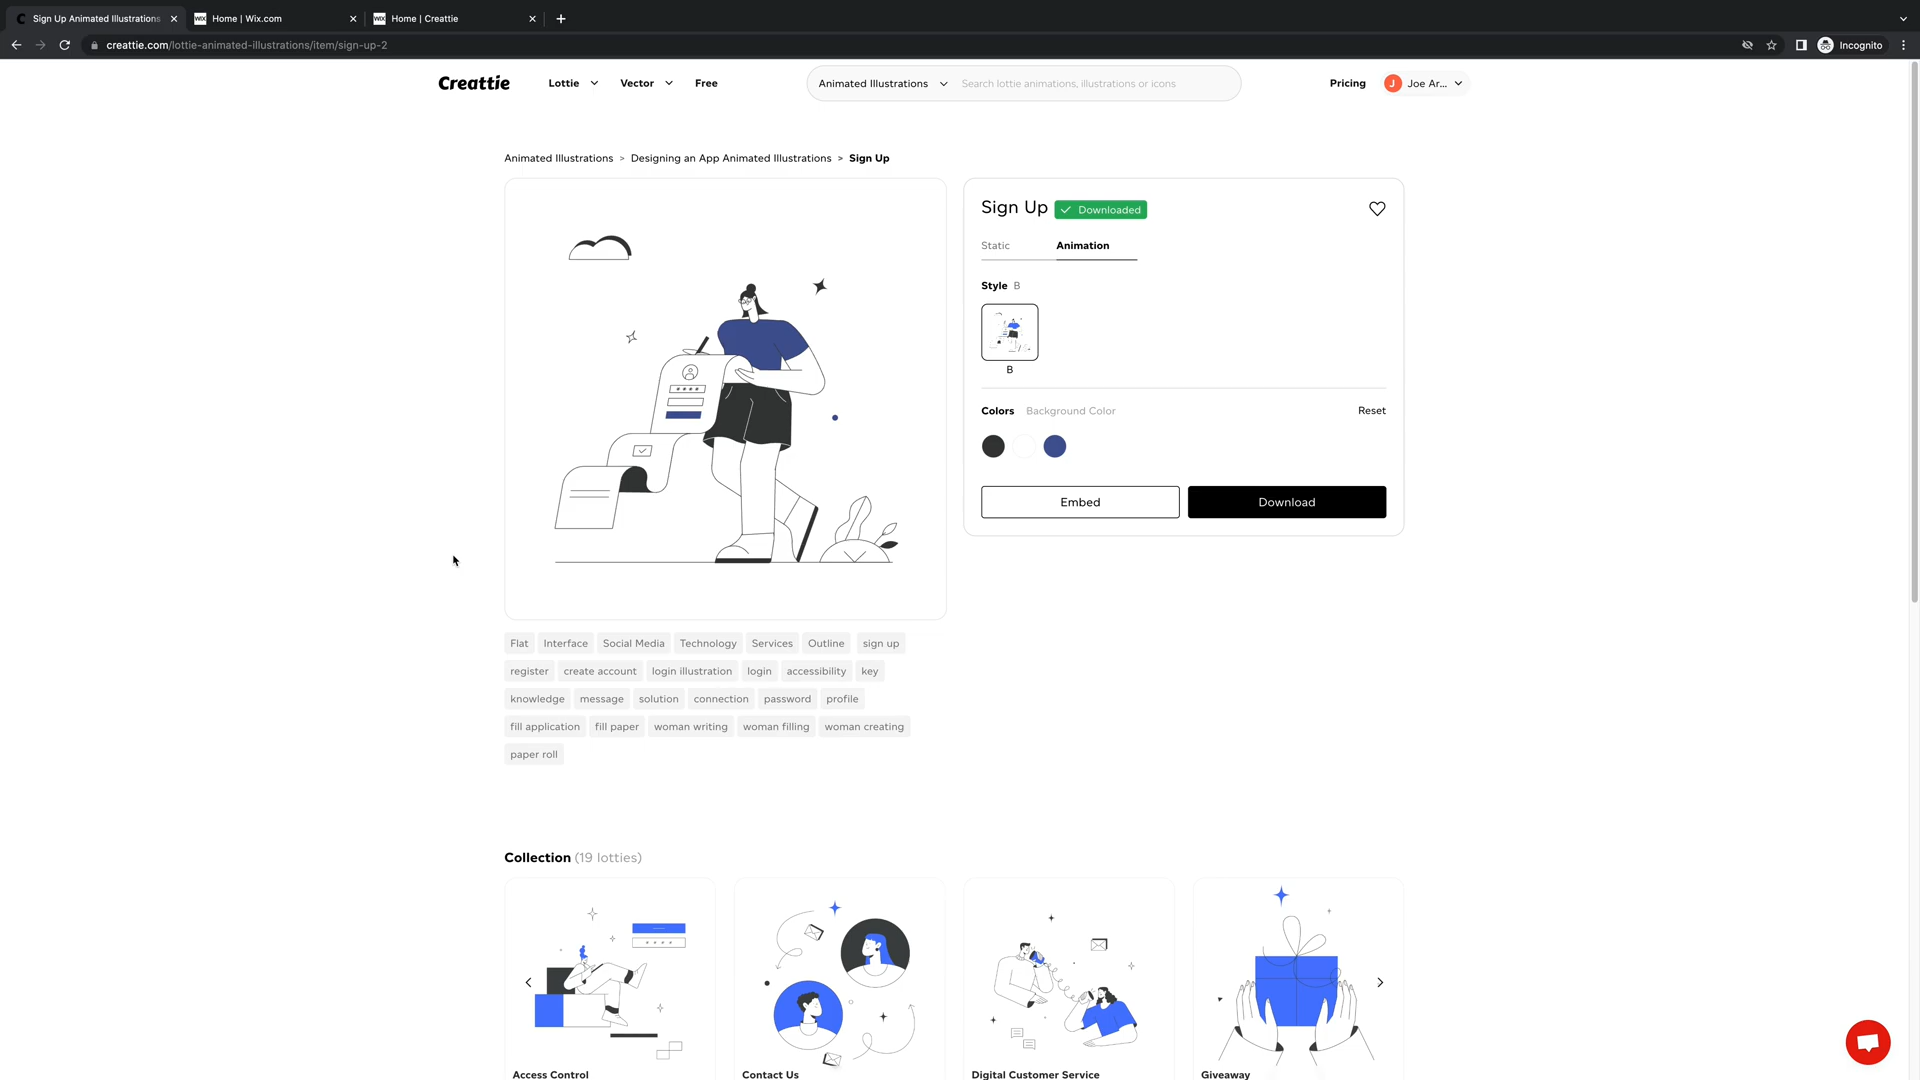 Sign Up Animated Illustrations
WIX Home | Wix.com
WIX Home | Creattie
creattie.com/lottie-animated-illustrations/item/sign-up-2
Incognito
Creattie
Lottie
Vector
Free
Animated Illustrations
Search lottie animations, illustrations or icons
Pricing
J Joe Ar...
Animated Illustrations > Designing an App Animated Illustrations > Sign Up
Sign Up
Downloaded
Static
Animation
Style B
B
Colors
Background Color
Reset
Embed
Download
Flat Interface Social Media Technology Services Outline sign up
register create account login illustration login accessibility key
knowledge message solution connection password profile
fill application fill paper woman writing woman filling woman creating
paper roll
Collection (19 lotties)
Access Control
Contact Us
Digital Customer Service
Giveaway